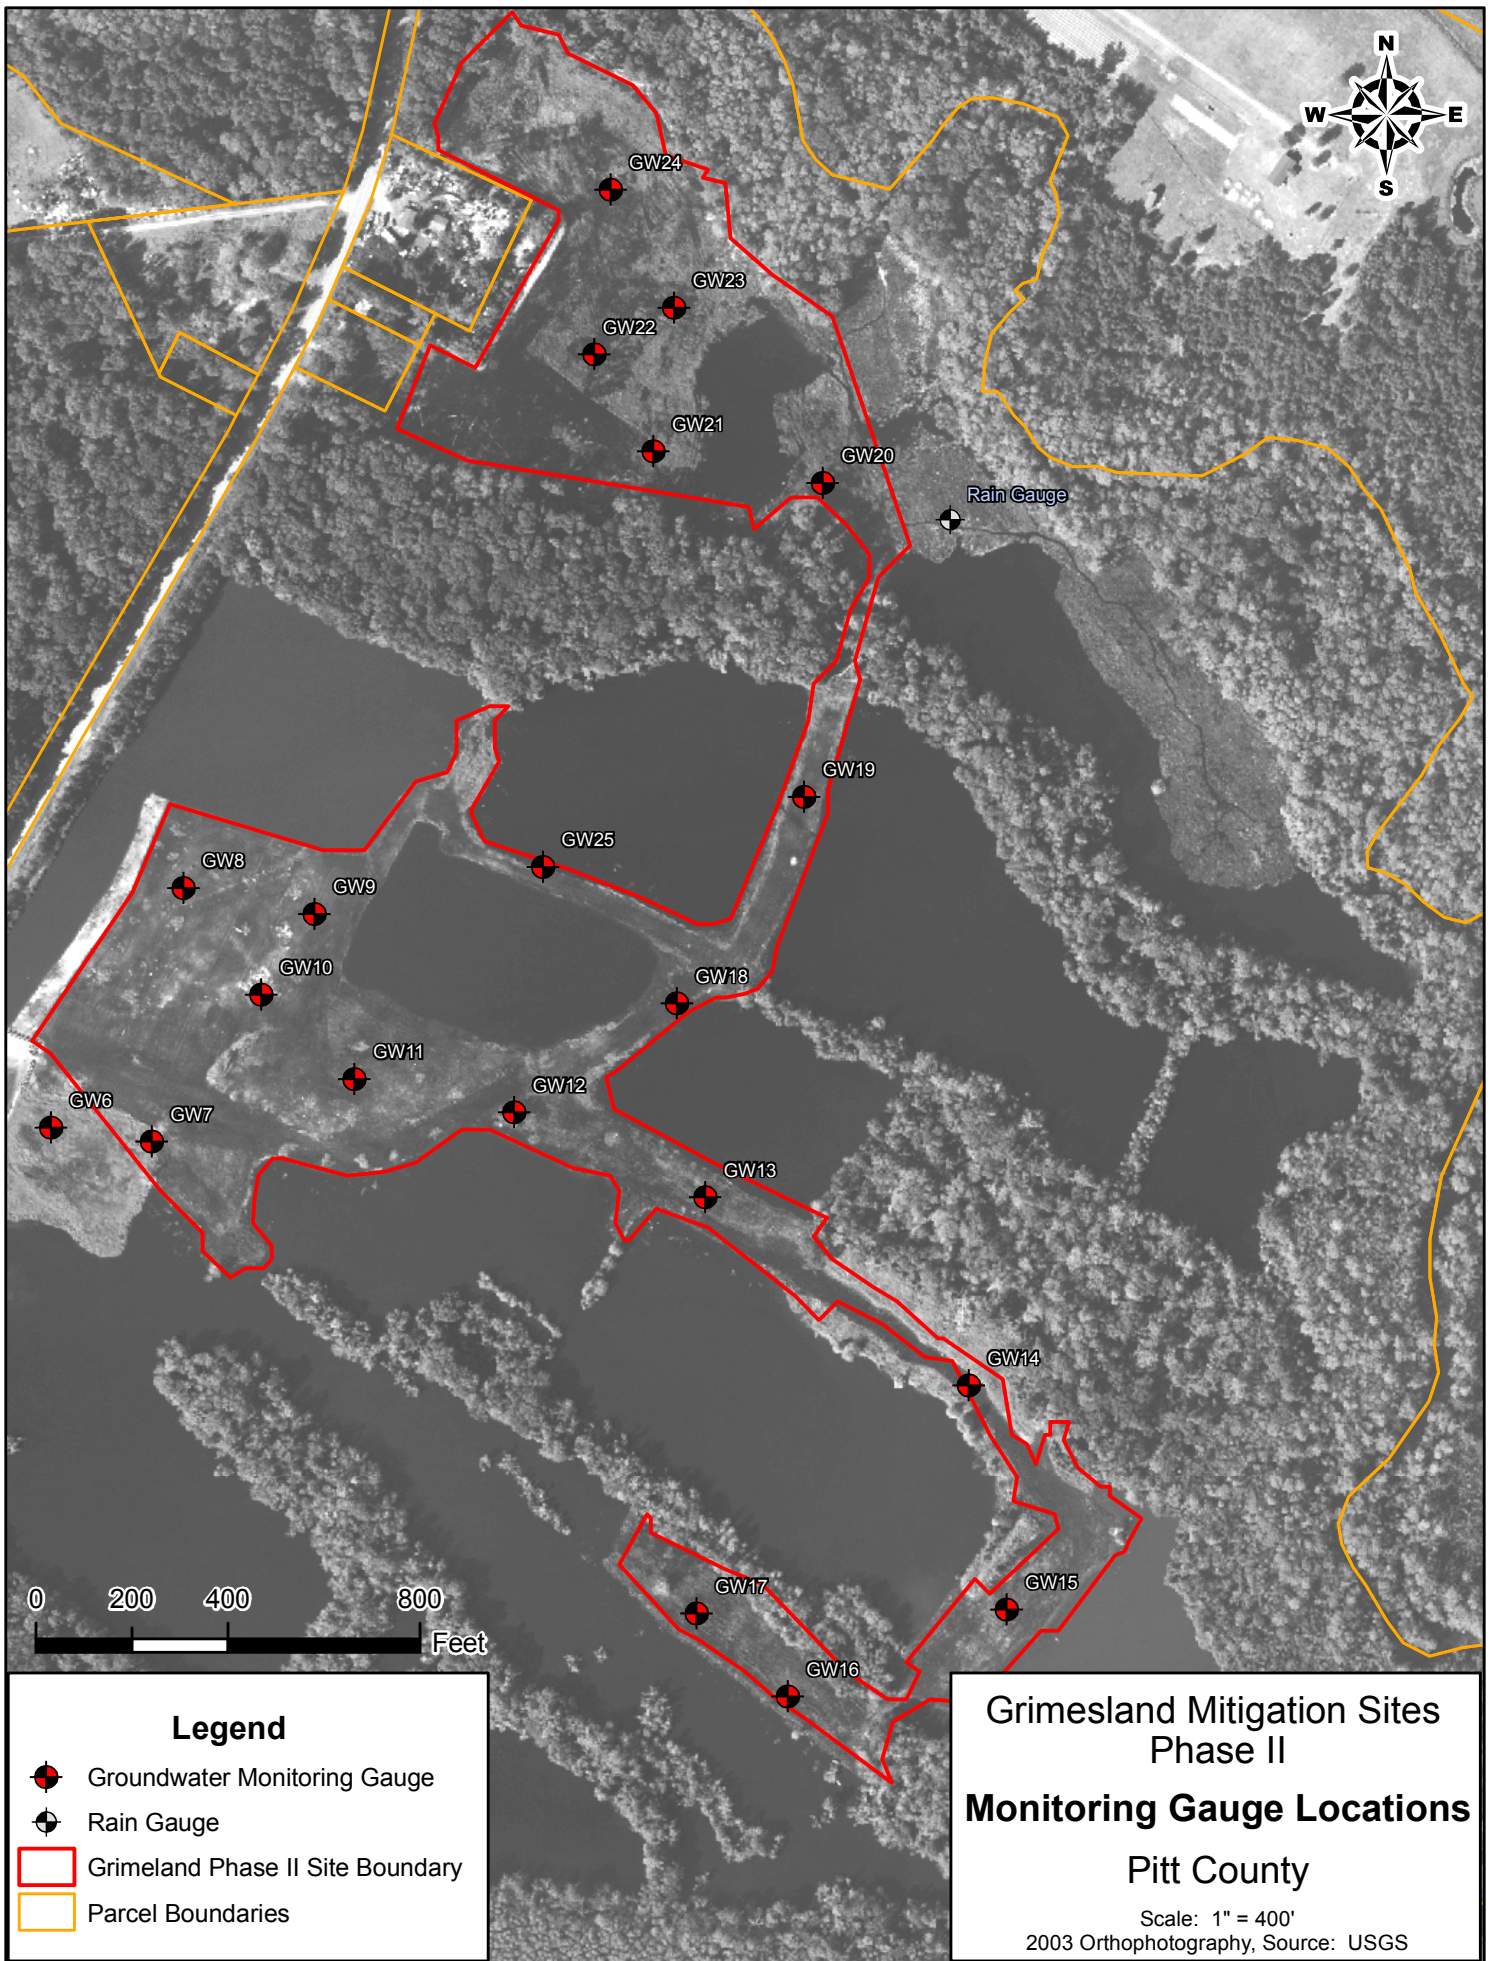 N
W E
S
GW24
GW23
GW22
GW21
GW20
Rain Gauge
GW19
GW25
GW8
GW9
GW10
GW18
GW11
GW12
GW6
GW7
GW13
GW14
GW17
GW15
GW16
0 200 400 800
Feet
Legend
Groundwater Monitoring Gauge
Rain Gauge
Grimeland Phase II Site Boundary
Parcel Boundaries
Grimesland Mitigation Sites
Phase II
Monitoring Gauge Locations
Pitt County
Scale: 1" = 400'
2003 Orthophotography, Source: USGS